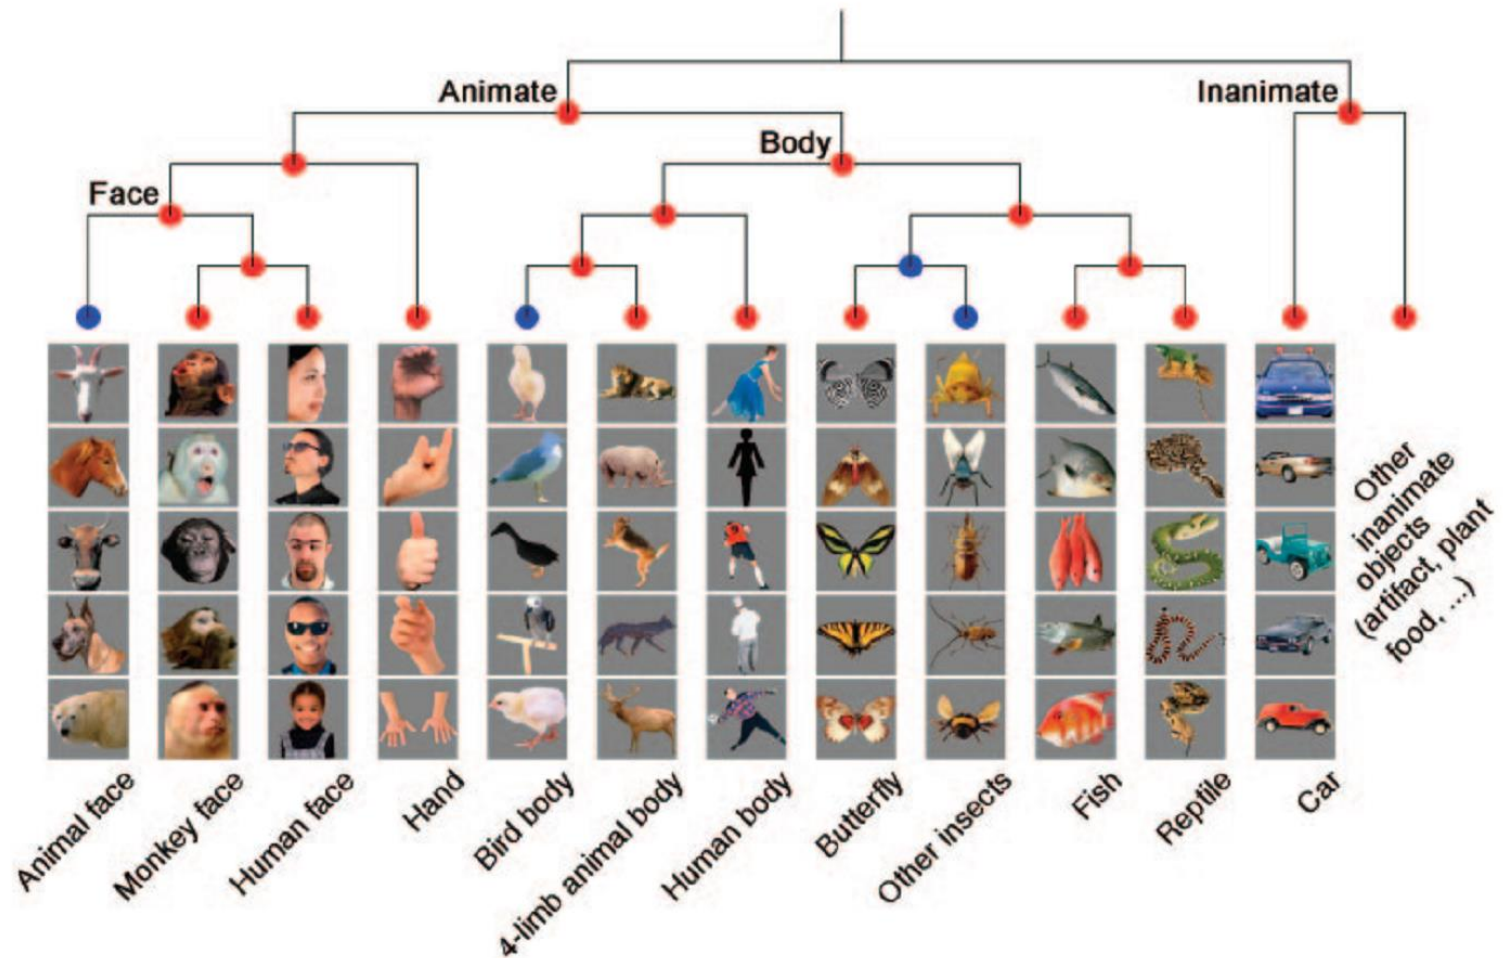 Animate
Inanimate
Body
Face
Animal face
Monkey face
Human face
Hand
Bird body
4-limb animal body
Human body
Butterfly
Other insects
Fish
Reptile
Car
Other
inanimate
objects
(artifact, plant
food, ...)